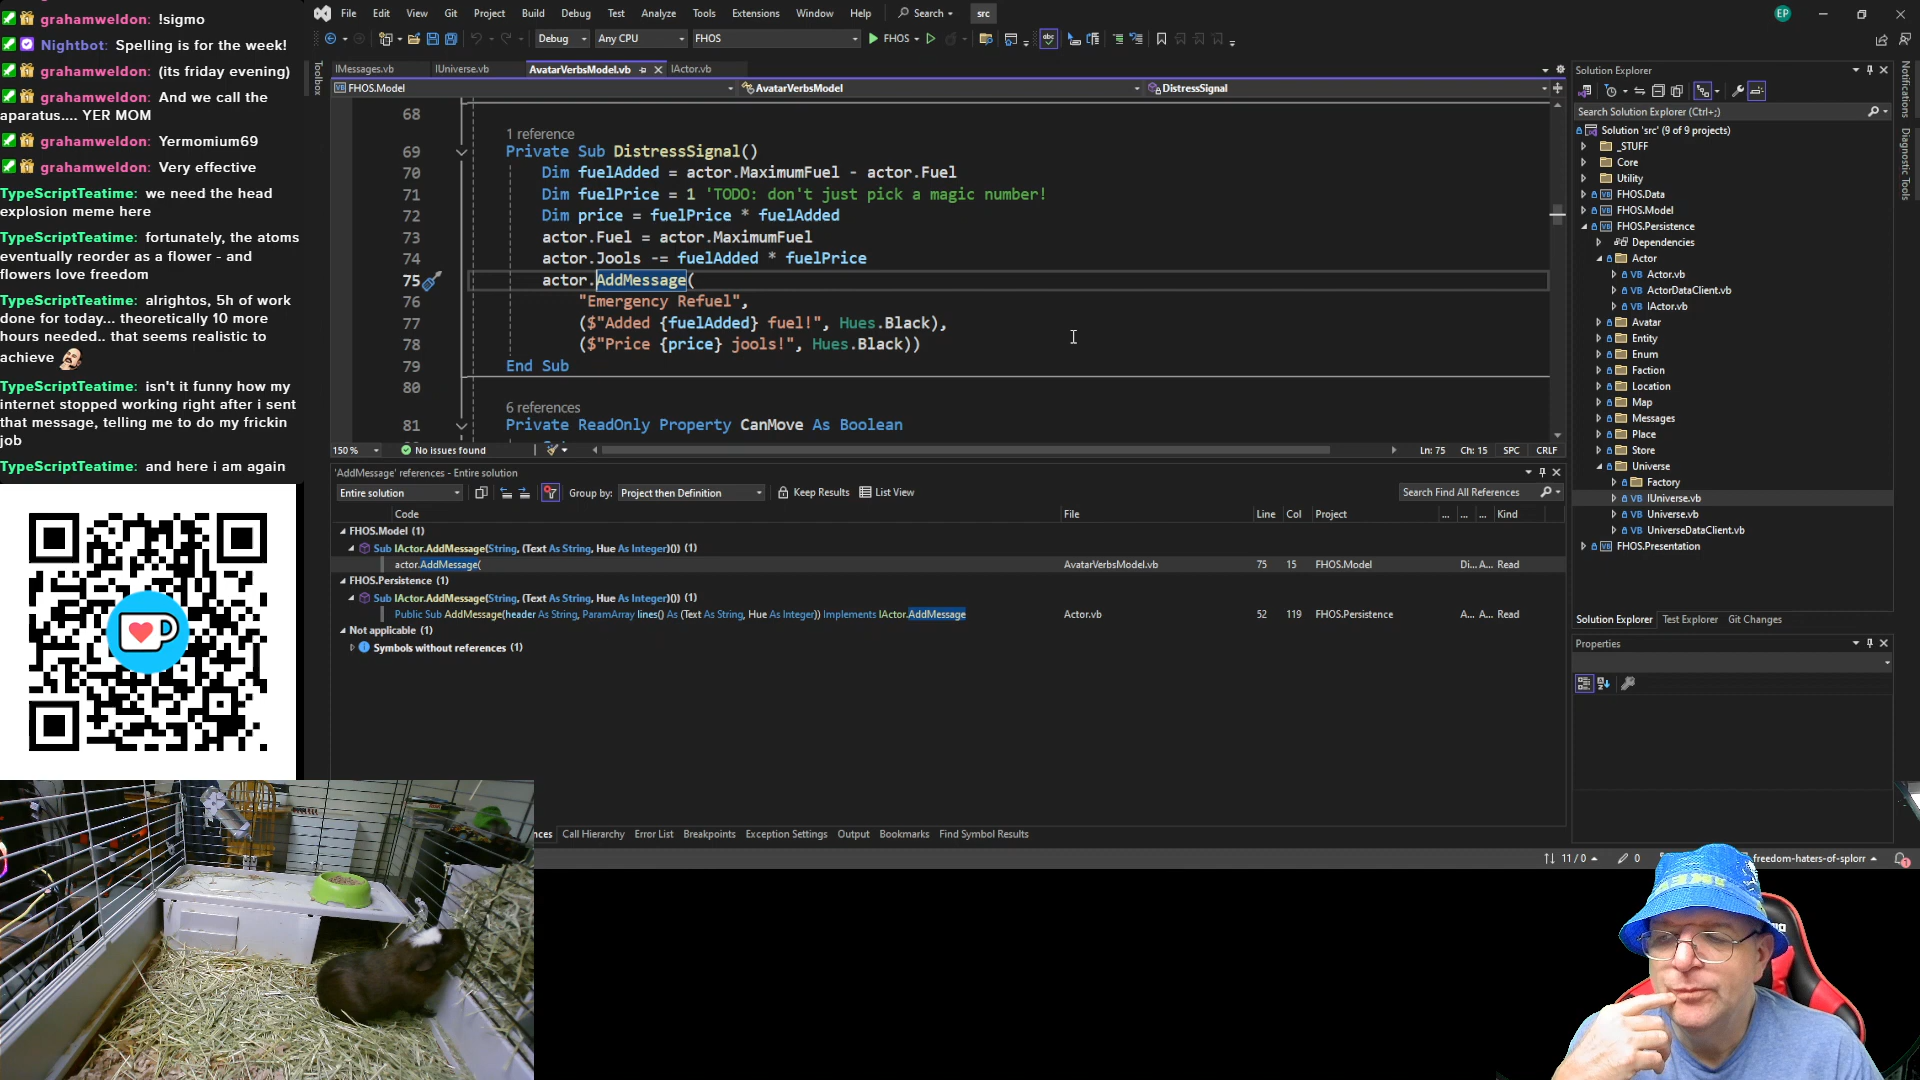 grahamweldon: !sigmo
Nightbot: Spelling is for the week!
grahamweldon: (its friday evening)
grahamweldon: And we call the
aparatus.... YER MOM
grahamweldon: Yermomium69
grahamweldon: Very effective
TypeScriptTeatime: we need the head
explosion meme here
TypeScriptTeatime: fortunately, the atoms
eventually reorder as a flower - and
flowers love freedom
TypeScriptTeatime: alrightos, 5h of work
done for today... theoretically 10 more
hours needed.. that seems realistic to
achieve
TypeScriptTeatime: isn't it funny how my
internet stopped working right after i sent
that message, telling me to do my frickin
job
TypeScriptTeatime: and here i am again
File Edit View Git Project Build Debug Test Analyze Tools Extensions Window Help Search src EP
Debug Any CPU FHOS FHOS
Toolbox
IMessages.vb IUniverse.vb AvatarVerbsModel.vb IActor.vb
FHOS.Model AvatarVerbsModel DistressSignal
68
1 reference
69 Private Sub DistressSignal()
70 Dim fuelAdded = actor.MaximumFuel - actor.Fuel
71 Dim fuelPrice = 1 'TODO: don't just pick a magic number!
72 Dim price = fuelPrice * fuelAdded
73 actor.Fuel = actor.MaximumFuel
74 actor.Jools -= fuelAdded * fuelPrice
75 actor.AddMessage(
76 "Emergency Refuel",
77 ($"Added {fuelAdded} fuel!", Hues.Black),
78 ($"Price {price} jools!", Hues.Black))
79 End Sub
80
6 references
81 Private ReadOnly Property CanMove As Boolean
150 % No issues found Ln: 75 Ch: 15 SPC CRLF
'AddMessage' references - Entire solution
Entire solution Group by: Project then Definition Keep Results List View Search Find All References
Code File Line Col Project ... ... ... Kind
FHOS.Model (1)
Sub IActor.AddMessage(String, (Text As String, Hue As Integer)()) (1)
actor.AddMessage( AvatarVerbsModel.vb 75 15 FHOS.Model Di... A... Read
FHOS.Persistence (1)
Sub IActor.AddMessage(String, (Text As String, Hue As Integer)()) (1)
Public Sub AddMessage(header As String, ParamArray lines() As (Text As String, Hue As Integer)) Implements IActor.AddMessage Actor.vb 52 119 FHOS.Persistence A... A... Read
Not applicable (1)
Symbols without references (1)
nces Call Hierarchy Error List Breakpoints Exception Settings Output Bookmarks Find Symbol Results
11 / 0 0 freedom-haters-of-splorr 1
Solution Explorer
Search Solution Explorer (Ctrl+;)
Solution 'src' (9 of 9 projects)
_STUFF
Core
Utility
FHOS.Data
FHOS.Model
FHOS.Persistence
Dependencies
Actor
Actor.vb
ActorDataClient.vb
IActor.vb
Avatar
Entity
Enum
Faction
Location
Map
Messages
Place
Store
Universe
Factory
IUniverse.vb
Universe.vb
UniverseDataClient.vb
FHOS.Presentation
Solution Explorer Test Explorer Git Changes
Properties
Notifications
Diagnostic Tools